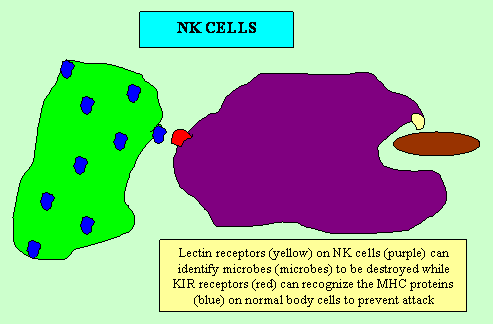 NK CELLS
Lectin receptors (yellow) on NK cells (purple) can
identify microbes (microbes) to be destroyed while
KIR receptors (red) can recognize the MHC proteins
(blue) on normal body cells to prevent attack